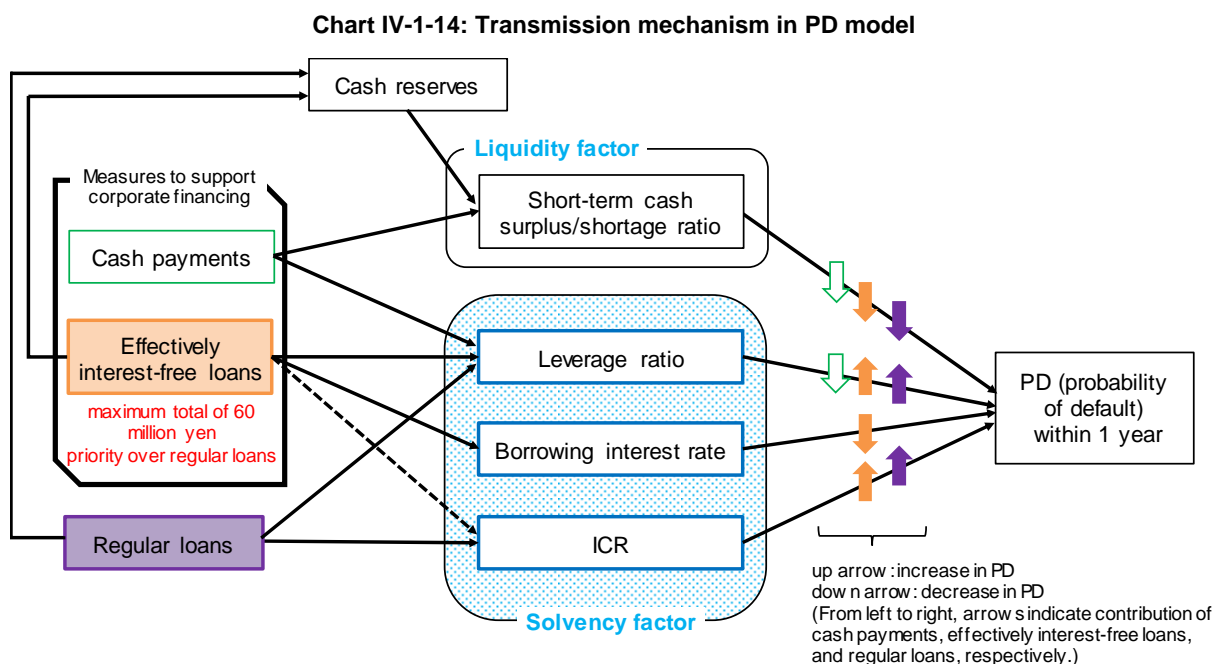 Chart IV-1-14: Transmission mechanism in PD model
Cash reserves
Liquidity factor
Measures to support
corporate financing
Short-term cash
surplus/shortage ratio
Cash payments
Effectively
interest-free loans
Leverage ratio
PD (probability
of default)
within 1 year
maximum total of 60
million yen
priority over regular loans
Borrowing interest rate
Regular loans
ICR
Solvency factor
up arrow : increase in PD
down arrow : decrease in PD
(From left to right, arrows indicate contribution of
cash payments, effectively interest-free loans,
and regular loans, respectively.)